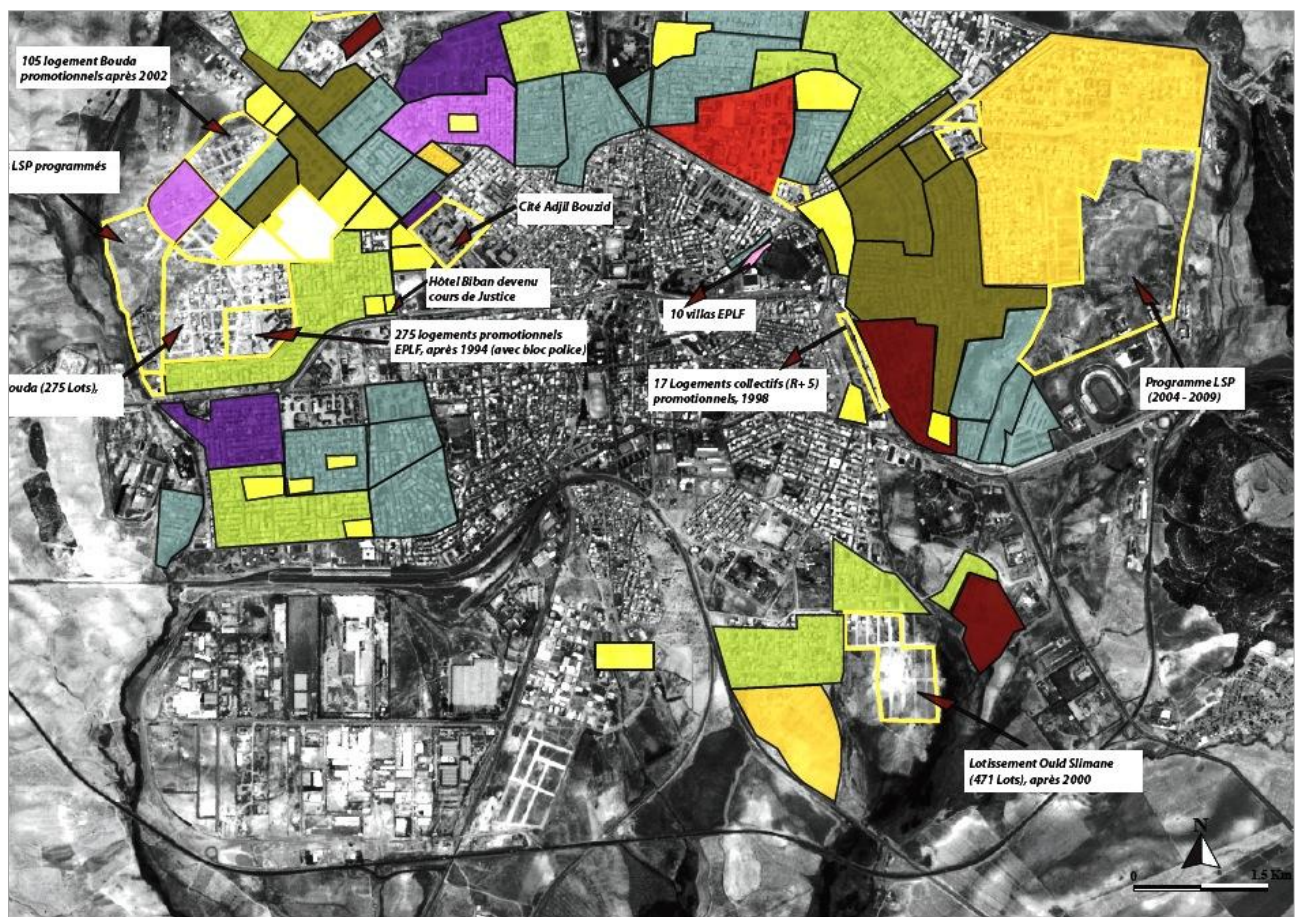 105 logement Bouda
promotionnels après 2002
LSP programmés
Cité Adjil Bouzid
Hôtel Biban devenu
cours de Justice
10 villas EPLF
275 logements promotionnels
EPLF, après 1994 (avec bloc police)
(275 Lots),
17 Logements collectifs (R+ 5)
promotionnels, 1998
Programme LSP
(2004 - 2009)
Lotissement Ould Slimane
(471 Lots), après 2000
N
0
1.5 Km